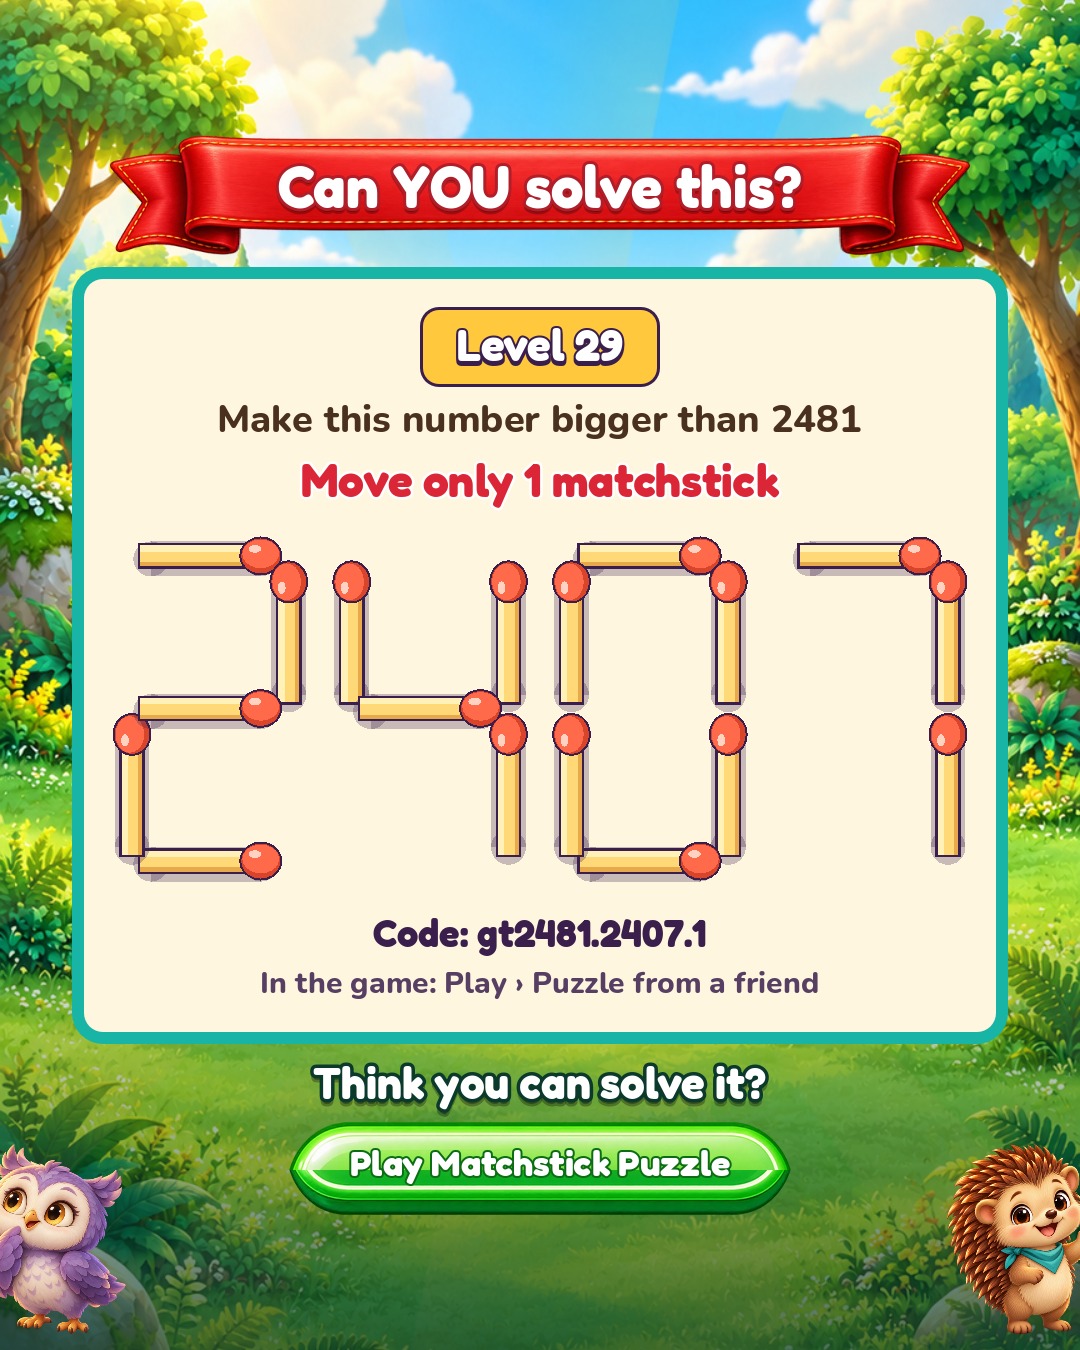 Can YOU solve this?
Level 29
Make this number bigger than 2481
Move only 1 matchstick
2407
Code: gt2481.2407.1
In the game: Play › Puzzle from a friend
Think you can solve it?
Play Matchstick Puzzle